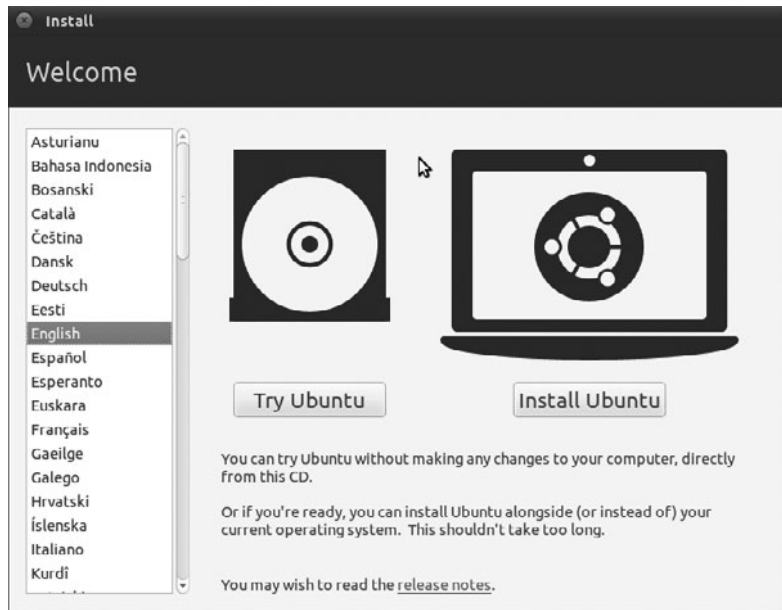 Install
Welcome
Asturianu
Bahasa Indonesia
Bosanski
Català
Čeština
Dansk
Deutsch
Eesti
English
Español
Esperanto
Euskara
Français
Gaeilge
Galego
Hrvatski
Íslenska
Italiano
Kurdî
Try Ubuntu
Install Ubuntu
You can try Ubuntu without making any changes to your computer, directly
from this CD.
Or if you're ready, you can install Ubuntu alongside (or instead of) your
current operating system. This shouldn't take too long.
You may wish to read the release notes.